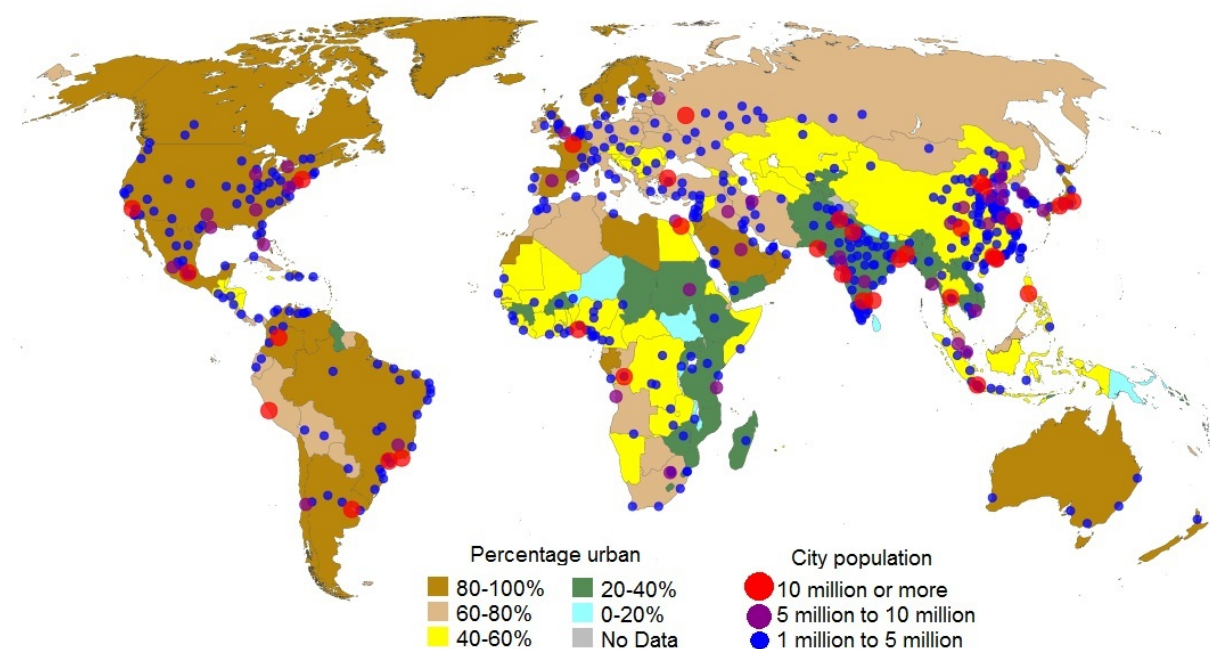 Percentage urban
80-100%
60-80%
40-60%
20-40%
0-20%
No Data
City population
10 million or more
5 million to 10 million
1 million to 5 million